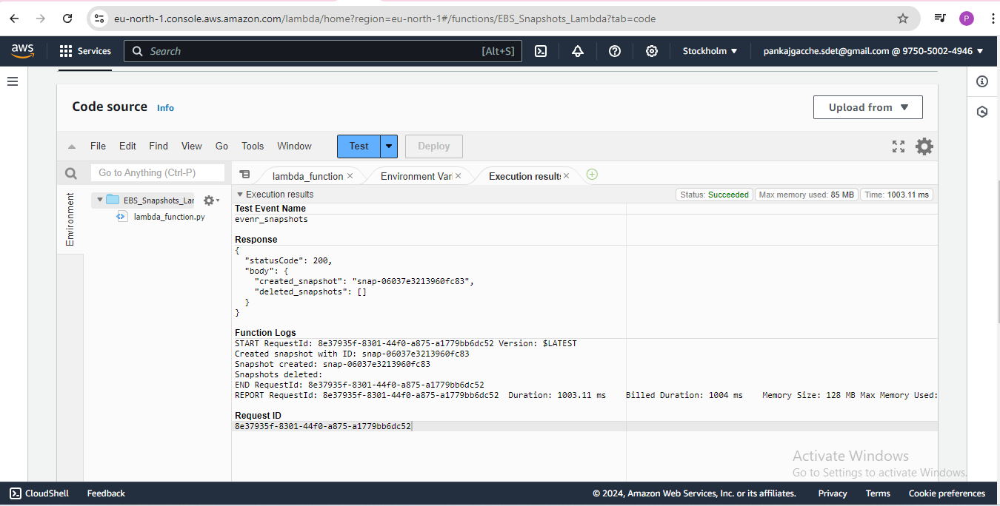 eu-north-1.console.aws.amazon.com/lambda/home?region=eu-north-1#/functions/EBS_Snapshots_Lambda?tab=code
P
aws Services Search [Alt+S] Stockholm ▼ pankajgacche.sdet@gmail.com @ 9750-5002-4946 ▼
Code source Info
Upload from ▼
File Edit Find View Go Tools Window Test Deploy
Go to Anything (Ctrl-P)
lambda_function × Environment Var × Execution results ×
Environment
EBS_Snapshots_Lar
lambda_function.py
Execution results Status: Succeeded Max memory used: 85 MB Time: 1003.11 ms
Test Event Name
evenr_snapshots
Response
{
"statusCode": 200,
"body": {
"created_snapshot": "snap-06037e3213960fc83",
"deleted_snapshots": []
}
}
Function Logs
START RequestId: 8e37935f-8301-44f0-a875-a1779bb6dc52 Version: $LATEST
Created snapshot with ID: snap-06037e3213960fc83
Snapshot created: snap-06037e3213960fc83
Snapshots deleted:
END RequestId: 8e37935f-8301-44f0-a875-a1779bb6dc52
REPORT RequestId: 8e37935f-8301-44f0-a875-a1779bb6dc52 Duration: 1003.11 ms Billed Duration: 1004 ms Memory Size: 128 MB Max Memory Used:
Request ID
8e37935f-8301-44f0-a875-a1779bb6dc52
Activate Windows
Go to Settings to activate Windows.
CloudShell Feedback © 2024, Amazon Web Services, Inc. or its affiliates. Privacy Terms Cookie preferences